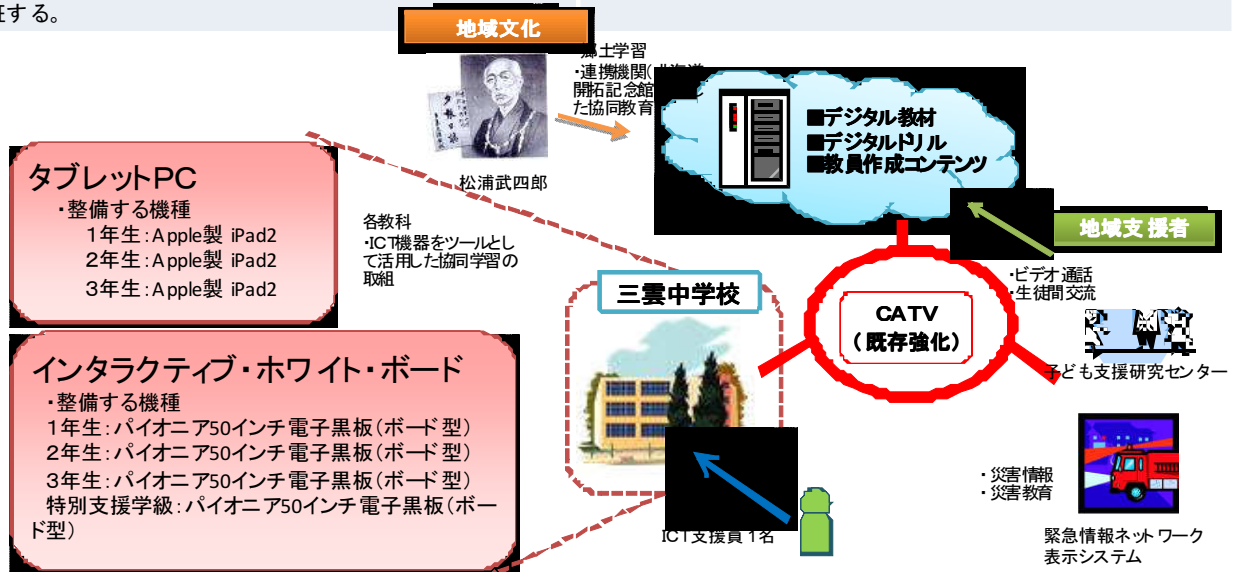 証する。
地域文化
郷土学習
・連携機関(北海道
開拓記念館
た協同教育
松浦武四郎
■デジタル教材
■デジタルドリル
■教員作成コンテンツ
タブレットPC
・整備する機種
1年生:Apple製 iPad2
2年生:Apple製 iPad2
3年生:Apple製 iPad2
各教科
・ICT機器をツールとし
て活用した協同学習の
取組
地域支援者
・ビデオ通話
・生徒間交流
三雲中学校
CATV
(既存強化)
子ども支援研究センター
インタラクティブ・ホワイト・ボード
・整備する機種
1年生:パイオニア50インチ電子黒板(ボード型)
2年生:パイオニア50インチ電子黒板(ボード型)
3年生:パイオニア50インチ電子黒板(ボード型)
特別支援学級:パイオニア50インチ電子黒板(ボー
ド型)
ICT支援員1名
・災害情報
・災害教育
緊急情報ネットワーク
表示システム